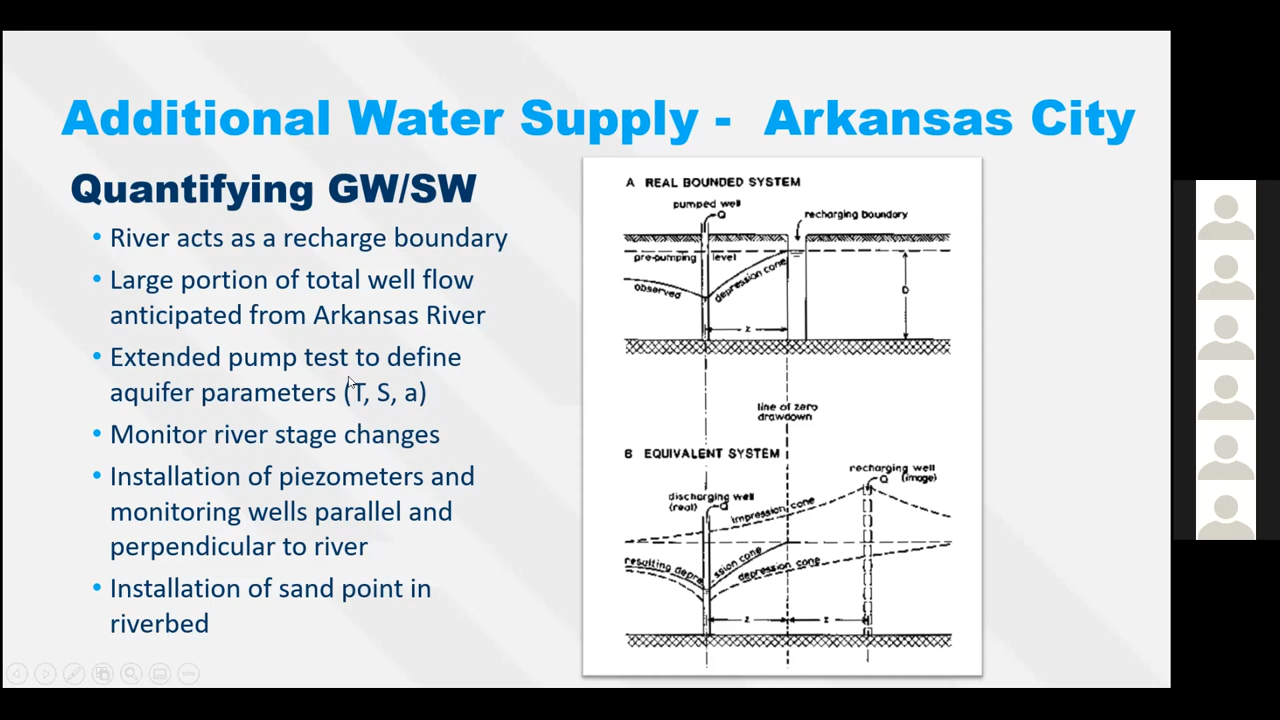 Additional Water Supply - Arkansas City
Quantifying GW/SW
• River acts as a recharge boundary
• Large portion of total well flow
anticipated from Arkansas River
• Extended pump test to define
aquifer parameters (T, S, a)
• Monitor river stage changes
• Installation of piezometers and
monitoring wells parallel and
perpendicular to river
• Installation of sand point in
riverbed
A REAL BOUNDED SYSTEM
pumped well
Q
recharging boundary
pre-pumping level
observed
depression cone
D
z
line of zero
drawdown
B EQUIVALENT SYSTEM
recharging well
Q (image)
discharging well
(real) Q
impression cone
resulting depre ssion cone
depression cone
z z